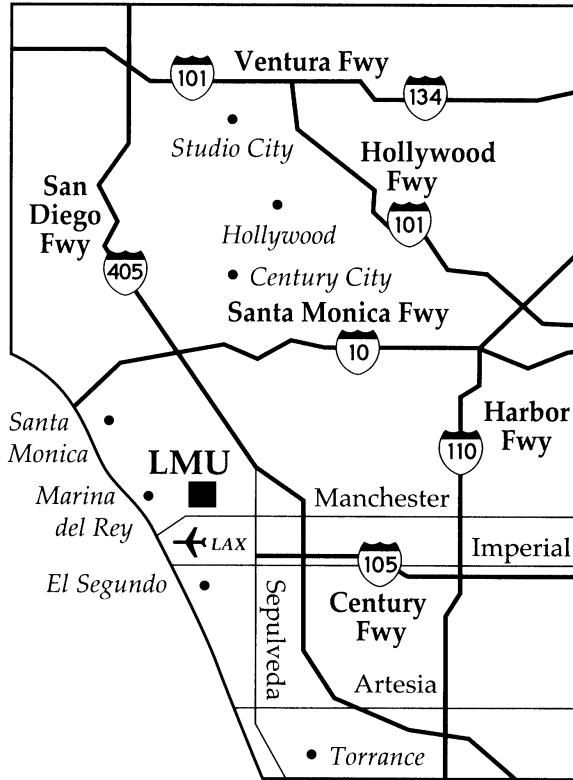 Ventura Fwy
101
134
Studio City
Hollywood
Fwy
San
Diego
Fwy
Hollywood
101
405
Century City
Santa Monica Fwy
10
Santa
Monica
Harbor
Fwy
LMU
110
Marina
del Rey
Manchester
LAX
Imperial
105
El Segundo
Century
Fwy
Sepulveda
Artesia
Torrance